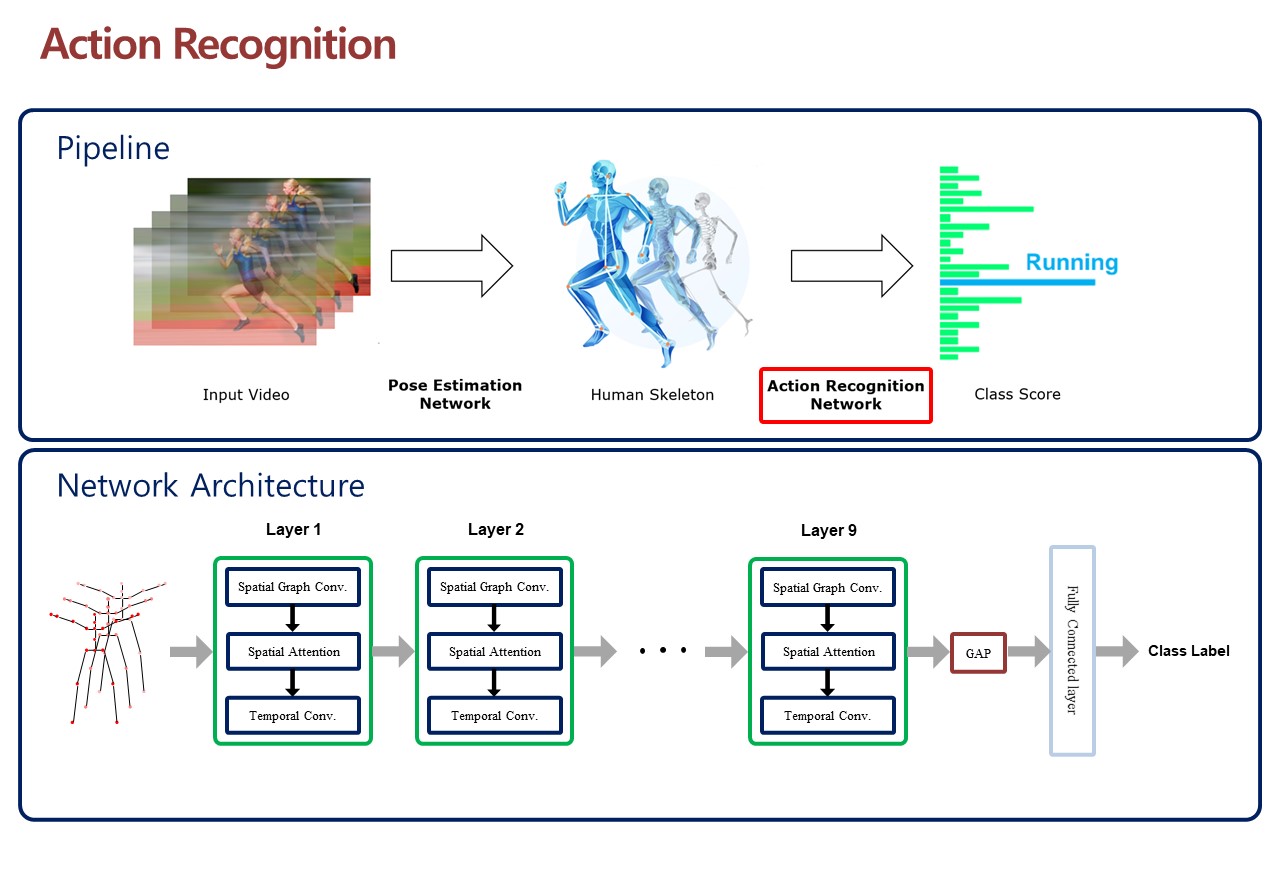 Action Recognition
Pipeline
Running
Input Video
Pose Estimation
Network
Human Skeleton
Action Recognition
Network
Class Score
Network Architecture
Layer 1
Layer 2
Layer 9
Spatial Graph Conv.
Spatial Attention
Temporal Conv.
Spatial Graph Conv.
Spatial Attention
Temporal Conv.
• • •
Spatial Graph Conv.
Spatial Attention
Temporal Conv.
GAP
Fully Connected layer
Class Label